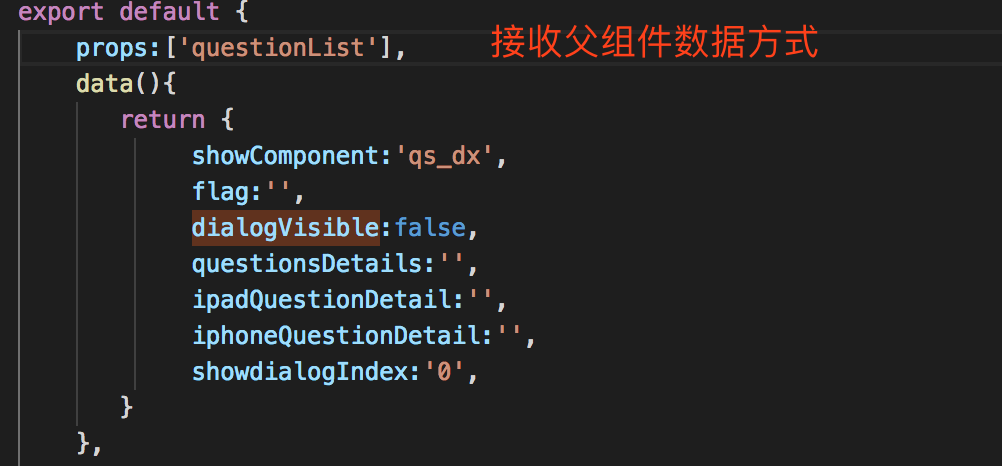 export default {
props:['questionList'], 接收父组件数据方式
data(){
return {
showComponent:'qs_dx',
flag:'',
dialogVisible:false,
questionsDetails:'',
ipadQuestionDetail:'',
iphoneQuestionDetail:'',
showdialogIndex:'0',
}
},